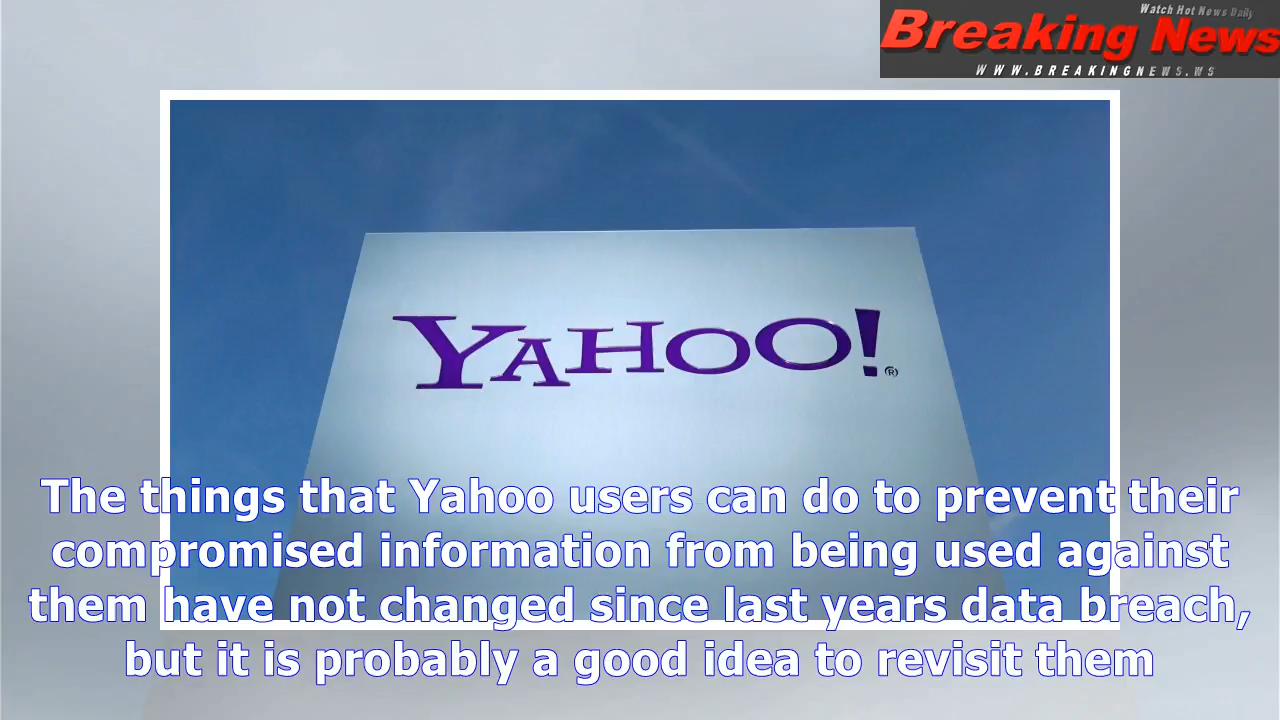 Watch Hot News Daily
Breaking News
WWW.BREAKINGNEWS.WS
YAHOO!®
The things that Yahoo users can do to prevent their
compromised information from being used against
them have not changed since last years data breach,
but it is probably a good idea to revisit them